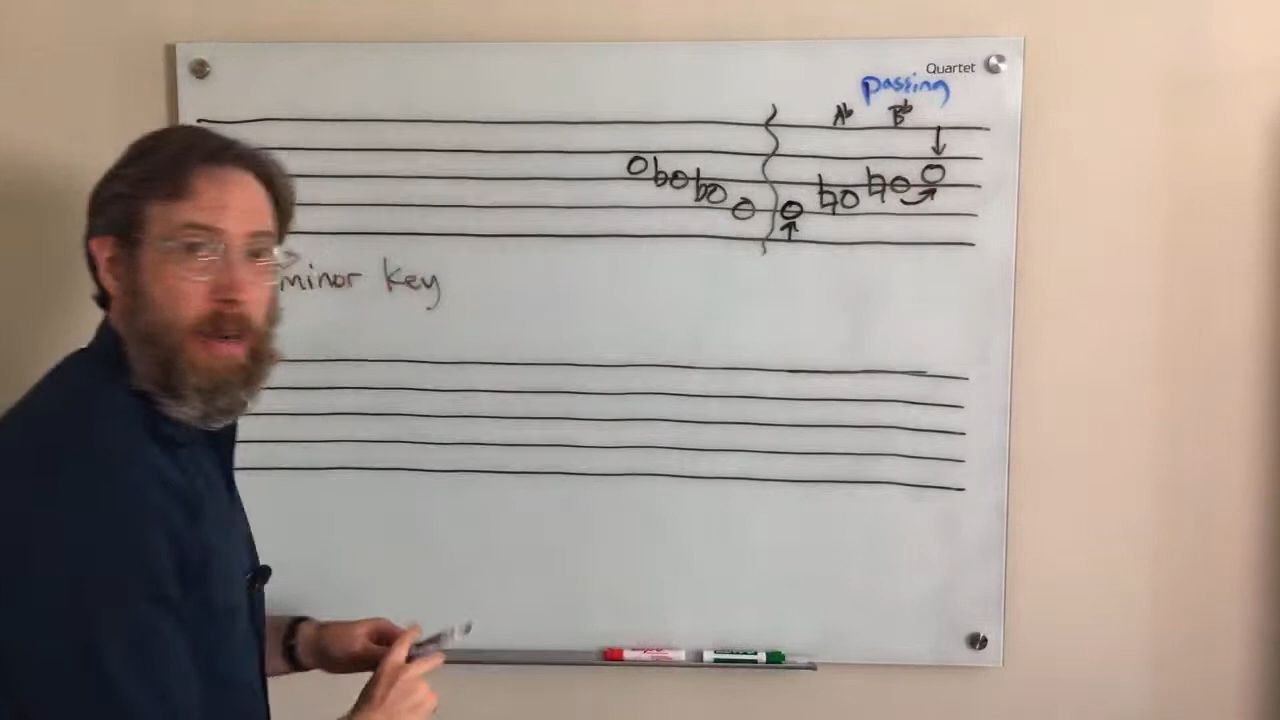 Quartet
passing
A♭ B♭
minor key